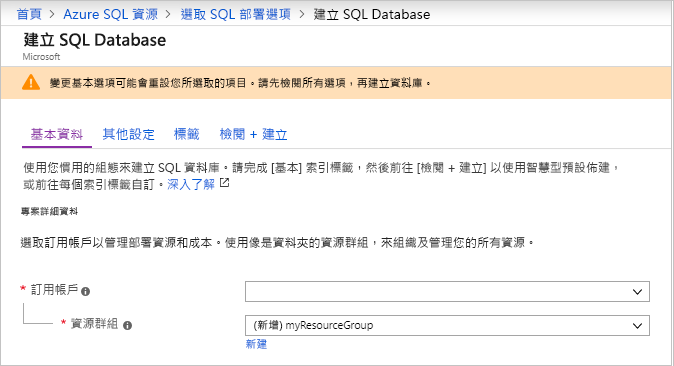 首頁 > Azure SQL 資源 > 選取 SQL 部署選項 > 建立 SQL Database
建立 SQL Database
Microsoft
變更基本選項可能會重設您所選取的項目。請先檢閱所有選項，再建立資料庫。
基本資料 其他設定 標籤 檢閱 + 建立
使用您慣用的組態來建立 SQL 資料庫。請完成 [基本] 索引標籤，然後前往 [檢閱 + 建立] 以使用智慧型預設佈建，
或前往每個索引標籤自訂。深入了解
專案詳細資料
選取訂用帳戶以管理部署資源和成本。使用像是資料夾的資源群組，來組織及管理您的所有資源。
* 訂用帳戶
* 資源群組 (新增) myResourceGroup
新建